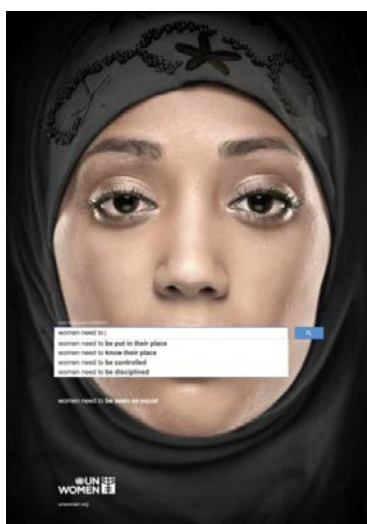 women need to
women need to be put in their place
women need to know their place
women need to be controlled
women need to be disciplined
women need to be seen as equal
UN
WOMEN
unwomen.org